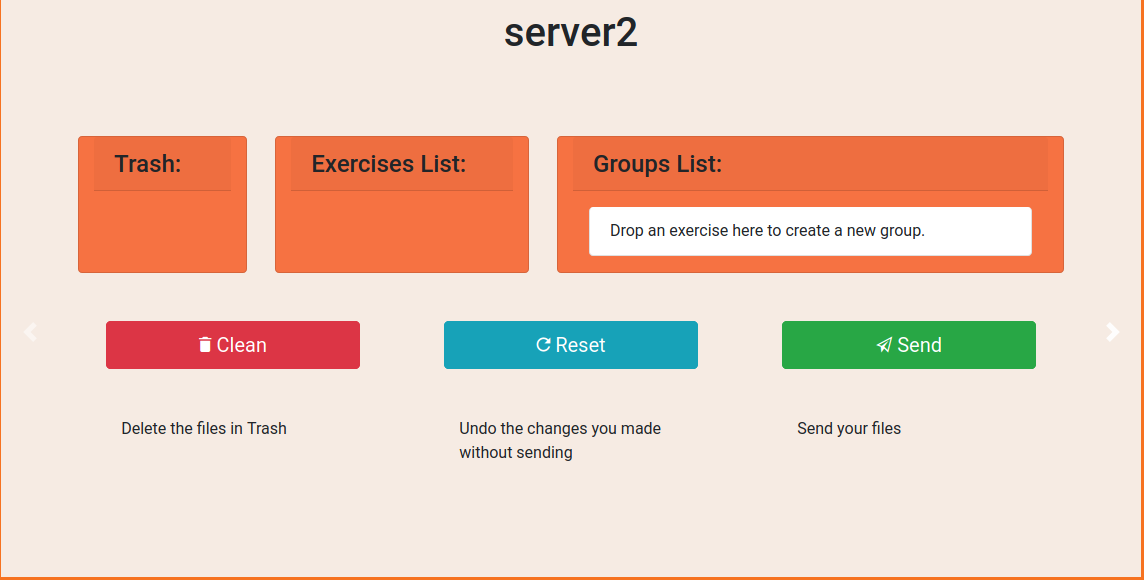 server2
Trash:
Exercises List:
Groups List:
Drop an exercise here to create a new group.
Clean
Reset
Send
Delete the files in Trash
Undo the changes you made
without sending
Send your files